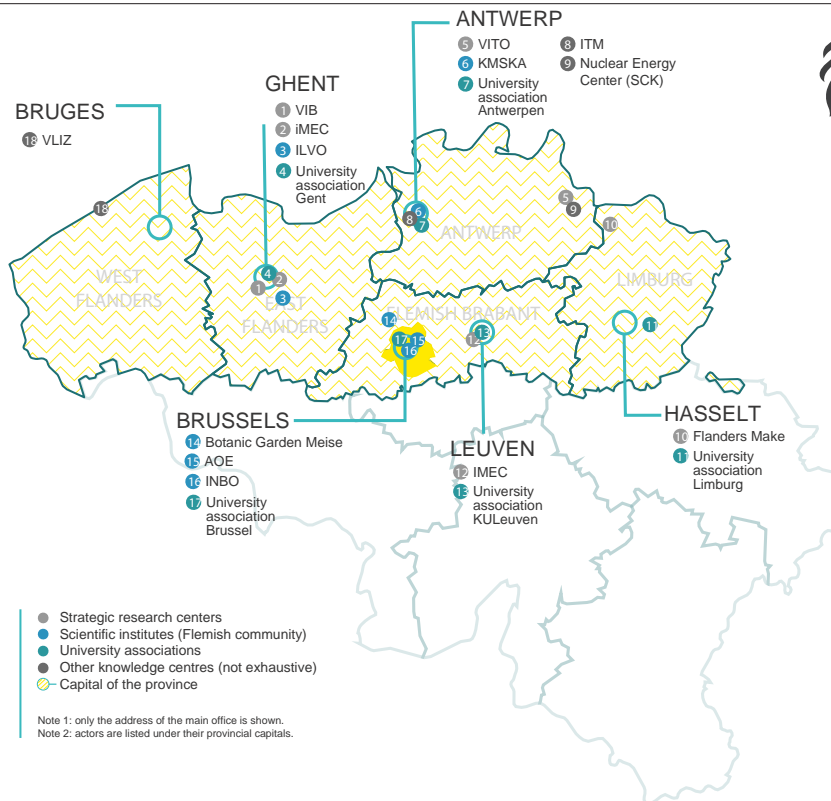 ANTWERP
5 VITO
6 KMSKA
7 University
association
Antwerpen
8 ITM
9 Nuclear Energy
Center (SCK)
GHENT
1 VIB
2 iMEC
3 ILVO
4 University
association
Gent
BRUGES
18 VLIZ
18
5
9
6
8
7
10
ANTWERP
WEST
FLANDERS
4
2
1
3
EAST
FLANDERS
LIMBURG
FLEMISH BRABANT
14
17
15
16
13
12
11
BRUSSELS
14 Botanic Garden Meise
15 AOE
16 INBO
17 University
association
Brussel
LEUVEN
12 IMEC
13 University
association
KULeuven
HASSELT
10 Flanders Make
11 University
association
Limburg
Strategic research centers
Scientific institutes (Flemish community)
University associations
Other knowledge centres (not exhaustive)
Capital of the province
Note 1: only the address of the main office is shown.
Note 2: actors are listed under their provincial capitals.